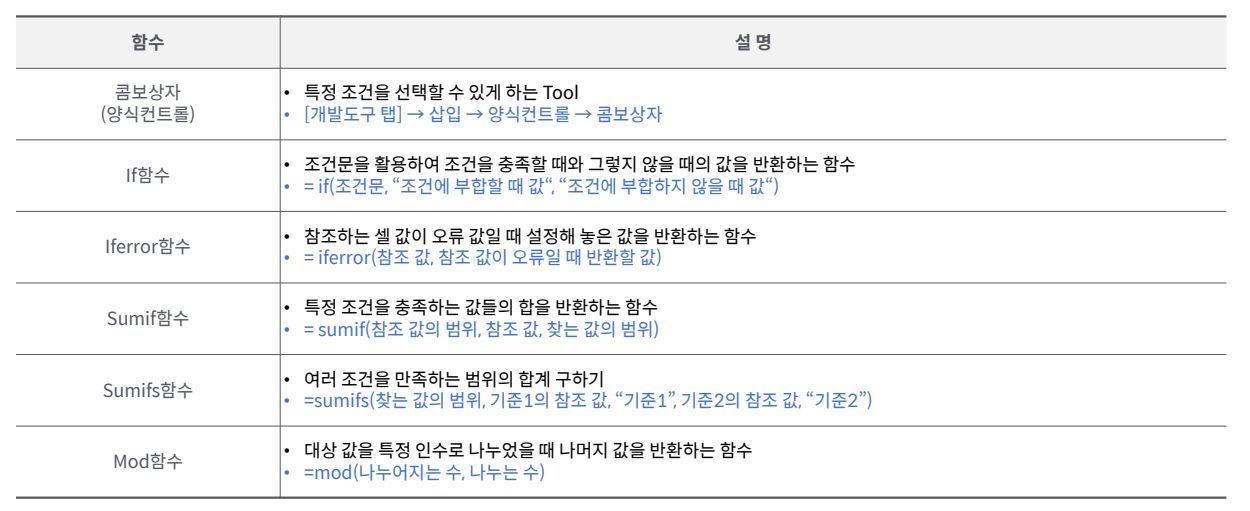 함수
설 명
콤보상자
(양식컨트롤)
• 특정 조건을 선택할 수 있게 하는 Tool
• [개발도구 탭] → 삽입 → 양식컨트롤 → 콤보상자
If함수
• 조건문을 활용하여 조건을 충족할 때와 그렇지 않을 때의 값을 반환하는 함수
• = if(조건문, “조건에 부합할 때 값“, “조건에 부합하지 않을 때 값“)
Iferror함수
• 참조하는 셀 값이 오류 값일 때 설정해 놓은 값을 반환하는 함수
• = iferror(참조 값, 참조 값이 오류일 때 반환할 값)
Sumif함수
• 특정 조건을 충족하는 값들의 합을 반환하는 함수
• = sumif(참조 값의 범위, 참조 값, 찾는 값의 범위)
Sumifs함수
• 여러 조건을 만족하는 범위의 합계 구하기
• =sumifs(찾는 값의 범위, 기준1의 참조 값, “기준1”, 기준2의 참조 값, “기준2”)
Mod함수
• 대상 값을 특정 인수로 나누었을 때 나머지 값을 반환하는 함수
• =mod(나누어지는 수, 나누는 수)